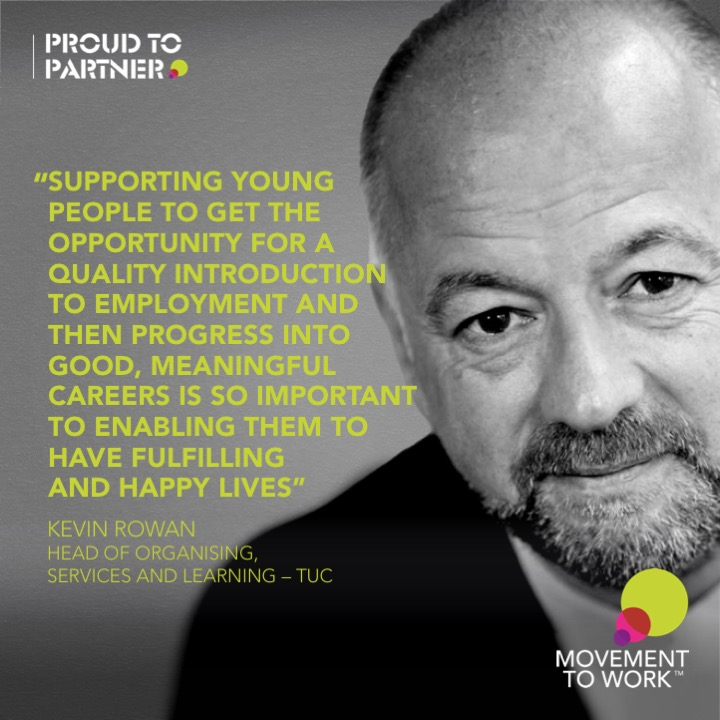 PROUD TO
PARTNER
“SUPPORTING YOUNG
PEOPLE TO GET THE
OPPORTUNITY FOR A
QUALITY INTRODUCTION
TO EMPLOYMENT AND
THEN PROGRESS INTO
GOOD, MEANINGFUL
CAREERS IS SO IMPORTANT
TO ENABLING THEM TO
HAVE FULFILLING
AND HAPPY LIVES”
KEVIN ROWAN
HEAD OF ORGANISING,
SERVICES AND LEARNING – TUC
MOVEMENT
TO WORK™